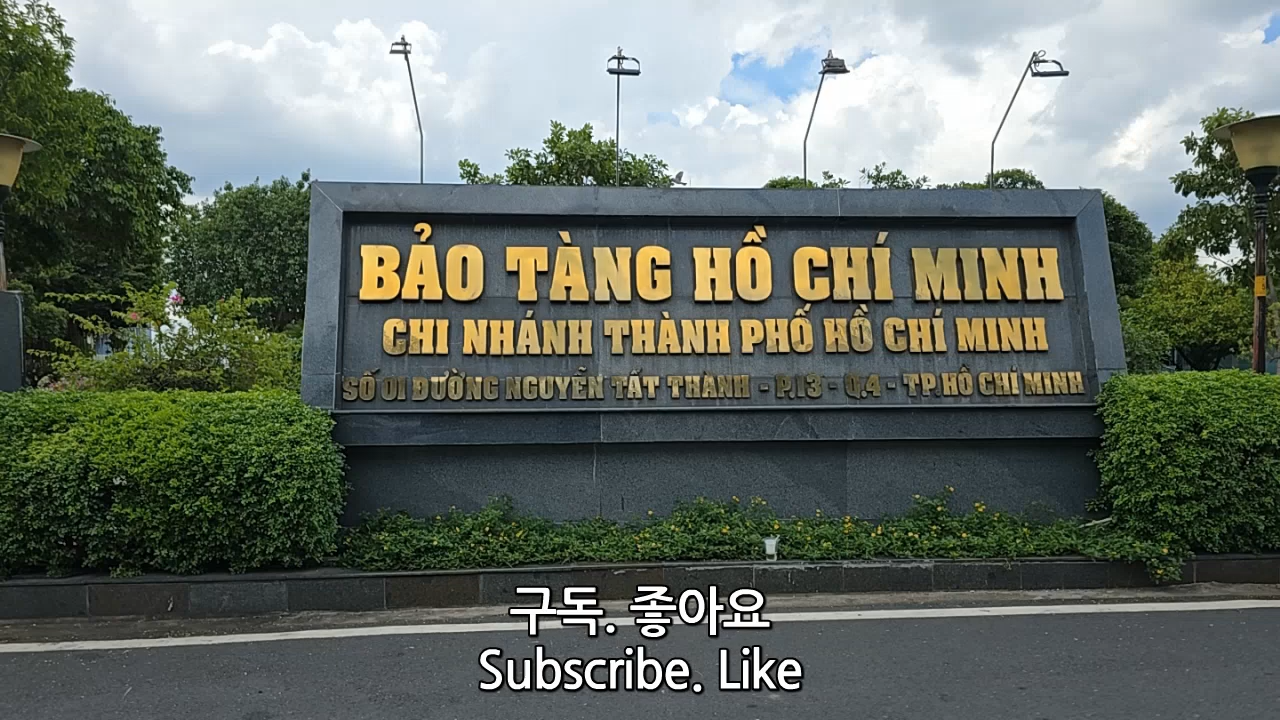 BẢO TÀNG HỒ CHÍ MINH
CHI NHÁNH THÀNH PHỐ HỒ CHÍ MINH
SỐ 01 ĐƯỜNG NGUYỄN TẤT THÀNH - P.13 - Q.4 - TP. HỒ CHÍ MINH
구독. 좋아요
Subscribe. Like